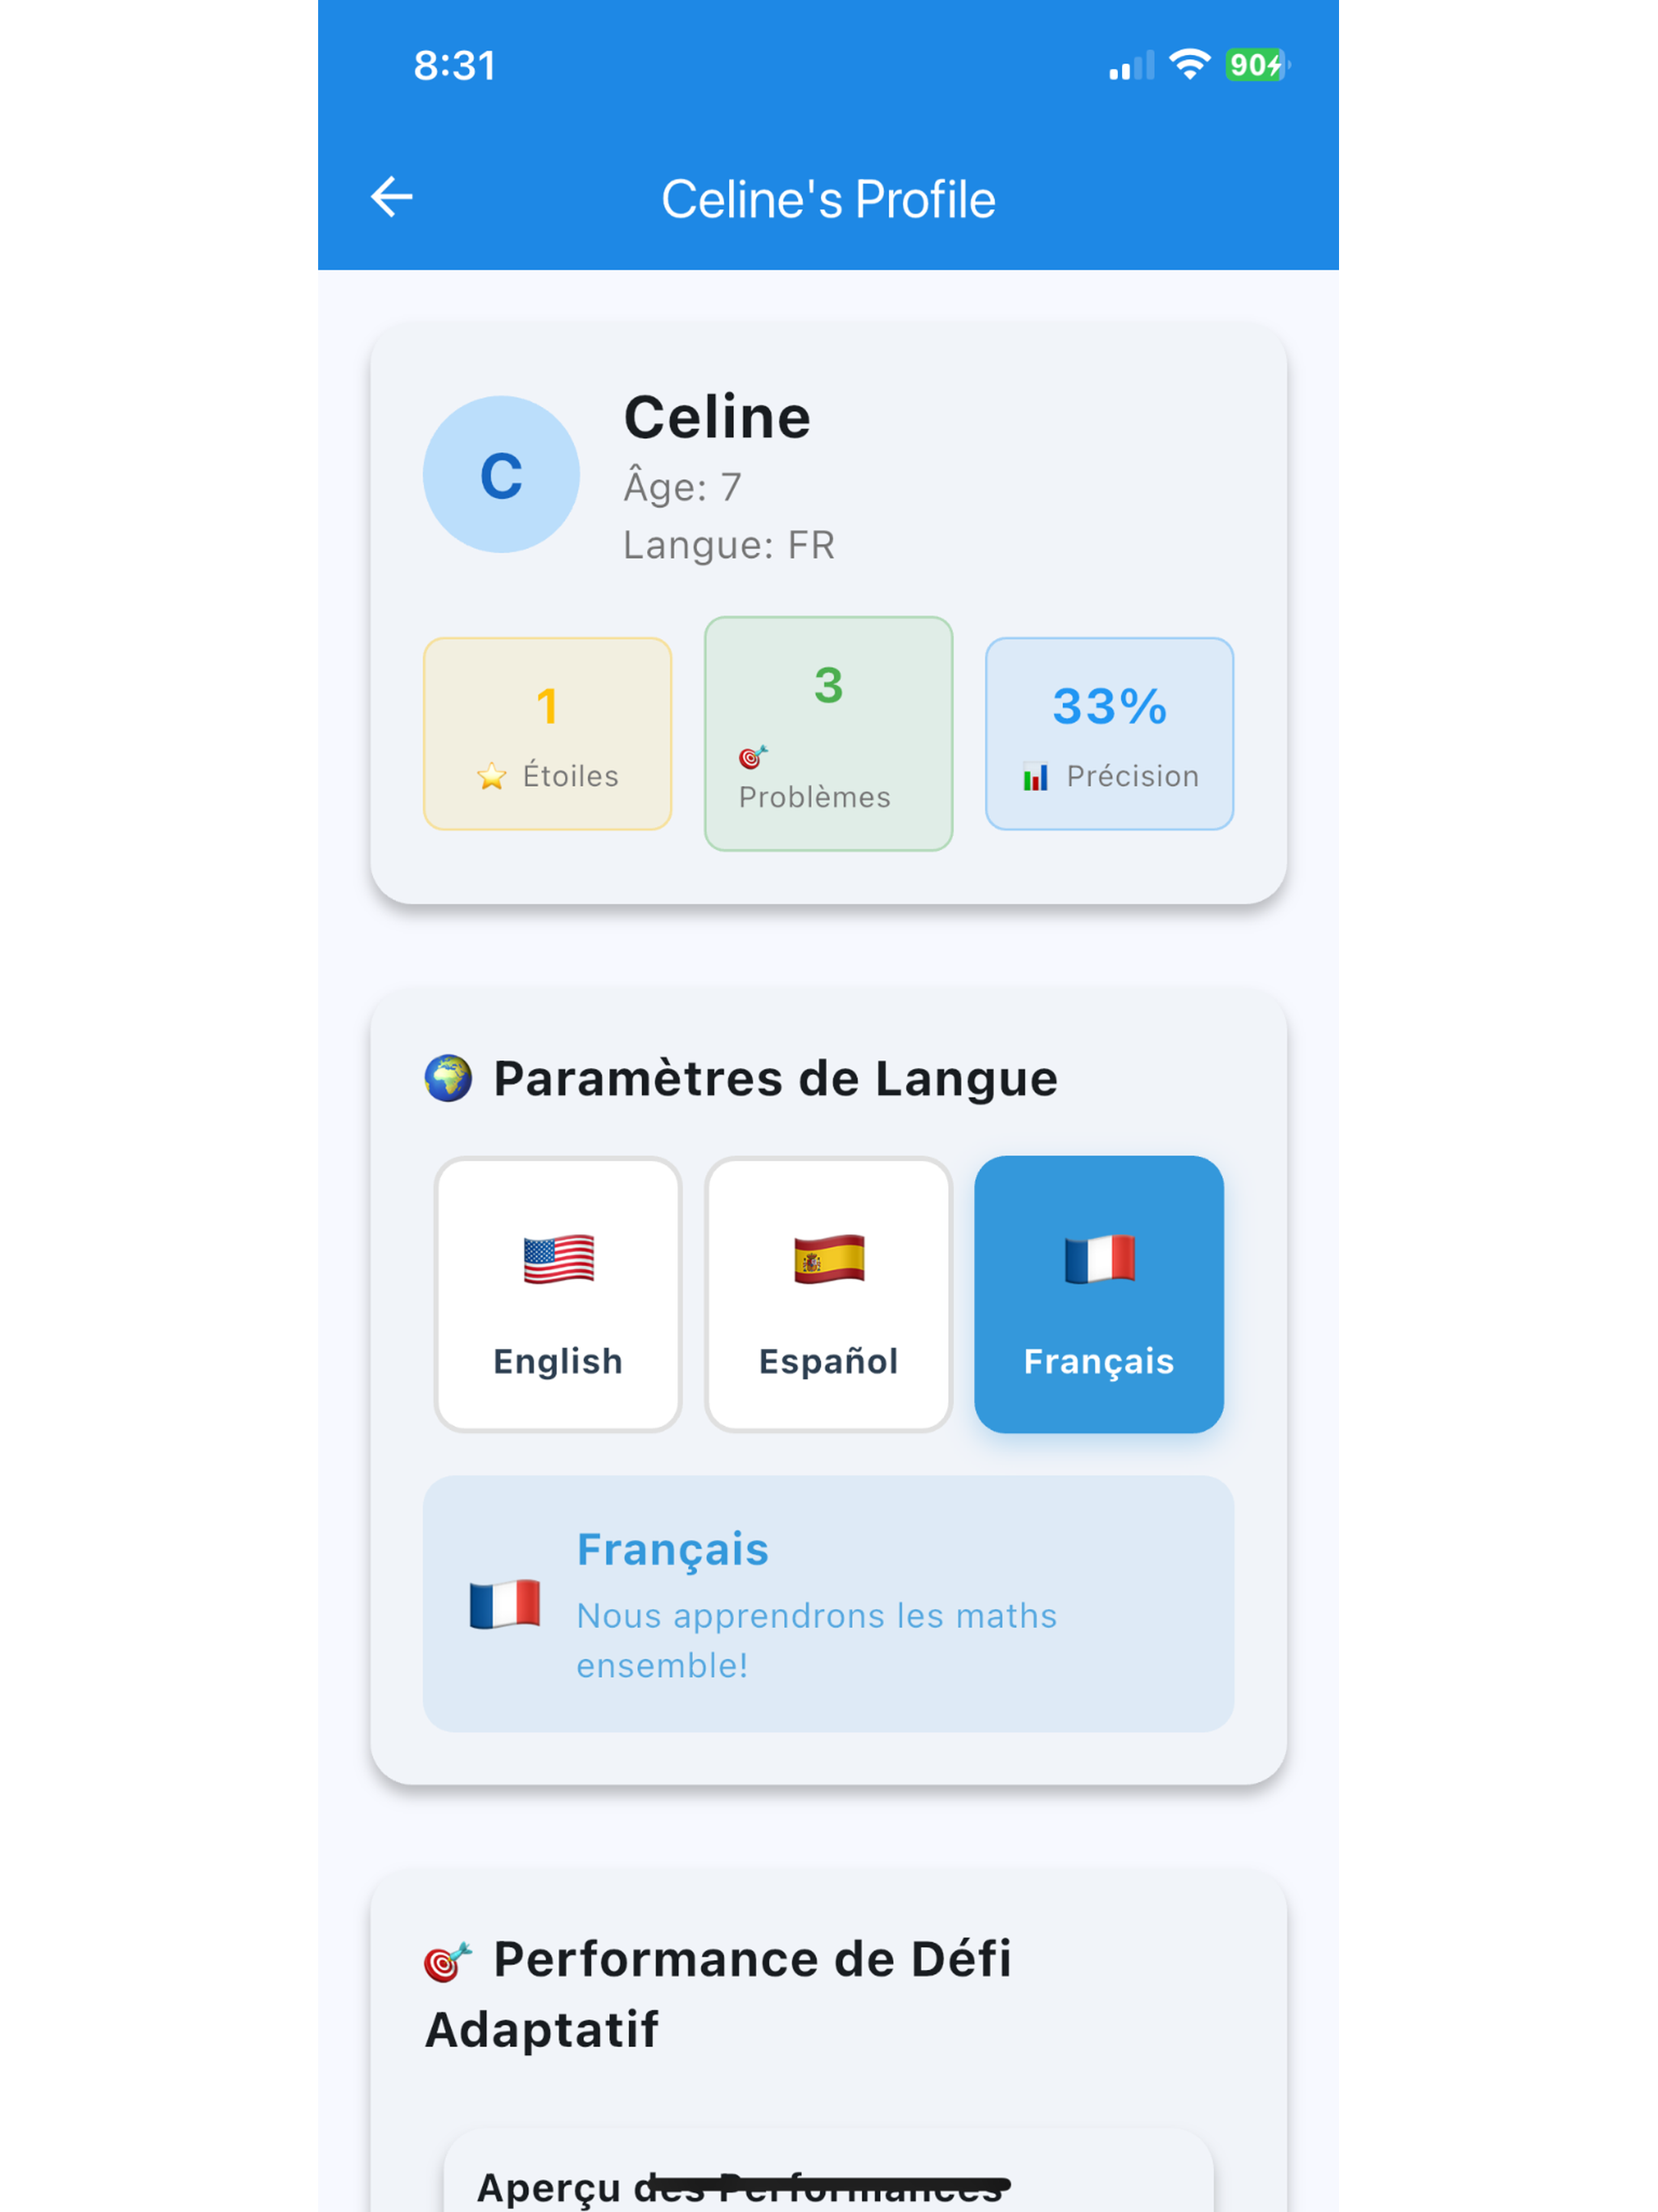 8:31
90
Celine's Profile
C
Celine
Âge: 7
Langue: FR
1
Étoiles
3
Problèmes
33%
Précision
Paramètres de Langue
English
Español
Français
Français
Nous apprendrons les maths
ensemble!
Performance de Défi
Adaptatif
Aperçu des Performances